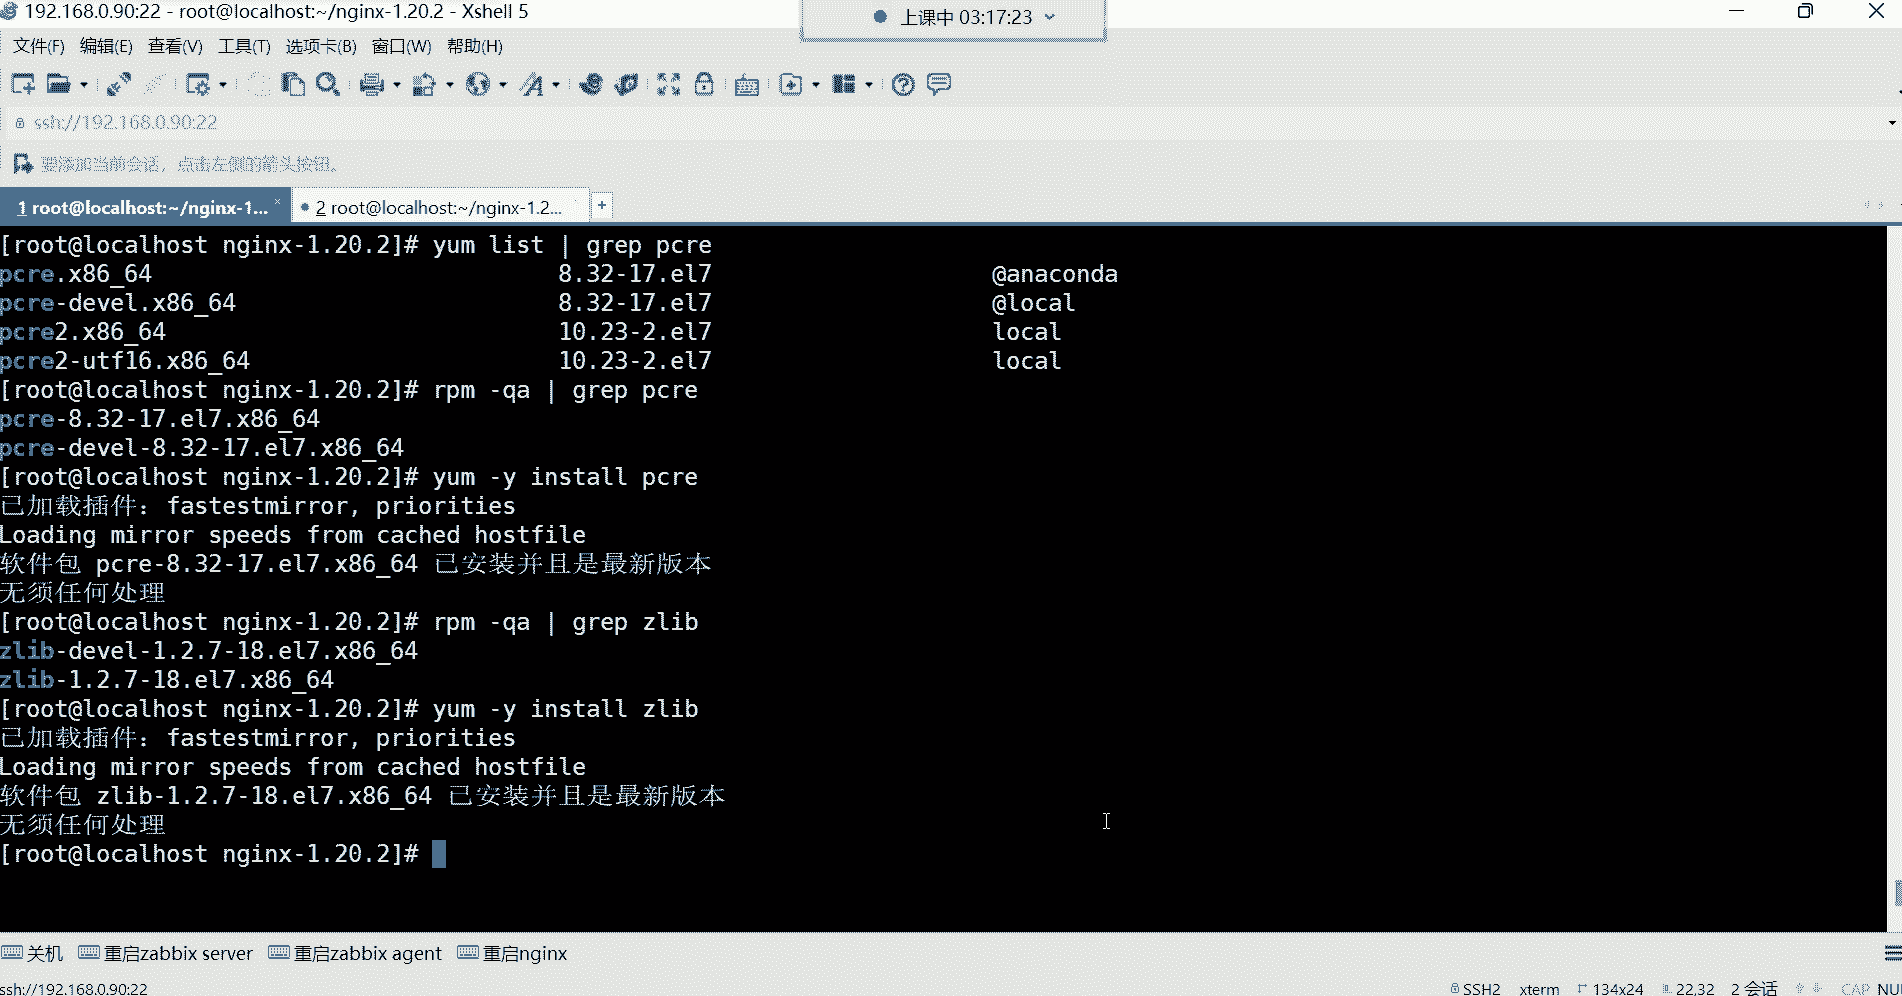 192.168.0.90:22 - root@localhost:~/nginx-1.20.2 - Xshell 5
上课中 03:17:23
文件(F) 编辑(E) 查看(V) 工具(T) 选项卡(B) 窗口(W) 帮助(H)
ssh://192.168.0.90:22
要添加当前会话，点击左侧的箭头按钮。
1 root@localhost:~/nginx-1... × 2 root@localhost:~/nginx-1.2... +
[root@localhost nginx-1.20.2]# yum list | grep pcre
pcre.x86_64 8.32-17.el7 @anaconda
pcre-devel.x86_64 8.32-17.el7 @local
pcre2.x86_64 10.23-2.el7 local
pcre2-utf16.x86_64 10.23-2.el7 local
[root@localhost nginx-1.20.2]# rpm -qa | grep pcre
pcre-8.32-17.el7.x86_64
pcre-devel-8.32-17.el7.x86_64
[root@localhost nginx-1.20.2]# yum -y install pcre
已加载插件：fastestmirror, priorities
Loading mirror speeds from cached hostfile
软件包 pcre-8.32-17.el7.x86_64 已安装并且是最新版本
无须任何处理
[root@localhost nginx-1.20.2]# rpm -qa | grep zlib
zlib-devel-1.2.7-18.el7.x86_64
zlib-1.2.7-18.el7.x86_64
[root@localhost nginx-1.20.2]# yum -y install zlib
已加载插件：fastestmirror, priorities
Loading mirror speeds from cached hostfile
软件包 zlib-1.2.7-18.el7.x86_64 已安装并且是最新版本
无须任何处理
[root@localhost nginx-1.20.2]#
关机 重启zabbix server 重启zabbix agent 重启nginx
ssh://192.168.0.90:22 SSH2 xterm 134x24 22,32 2 会话 CAP NU